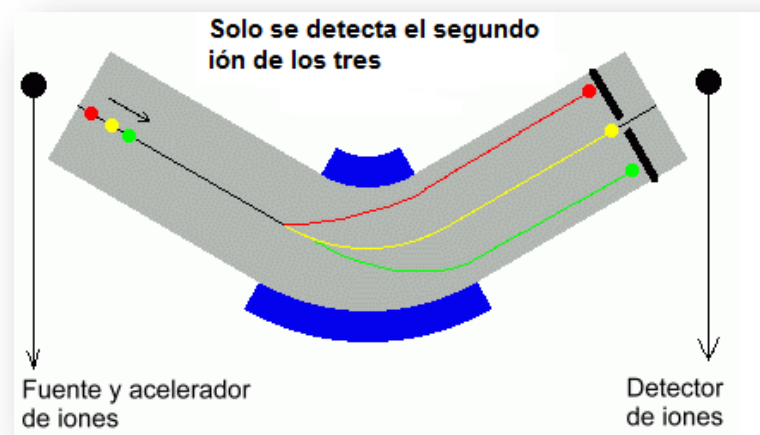 Solo se detecta el segundo
ión de los tres
Fuente y acelerador
de iones
Detector
de iones